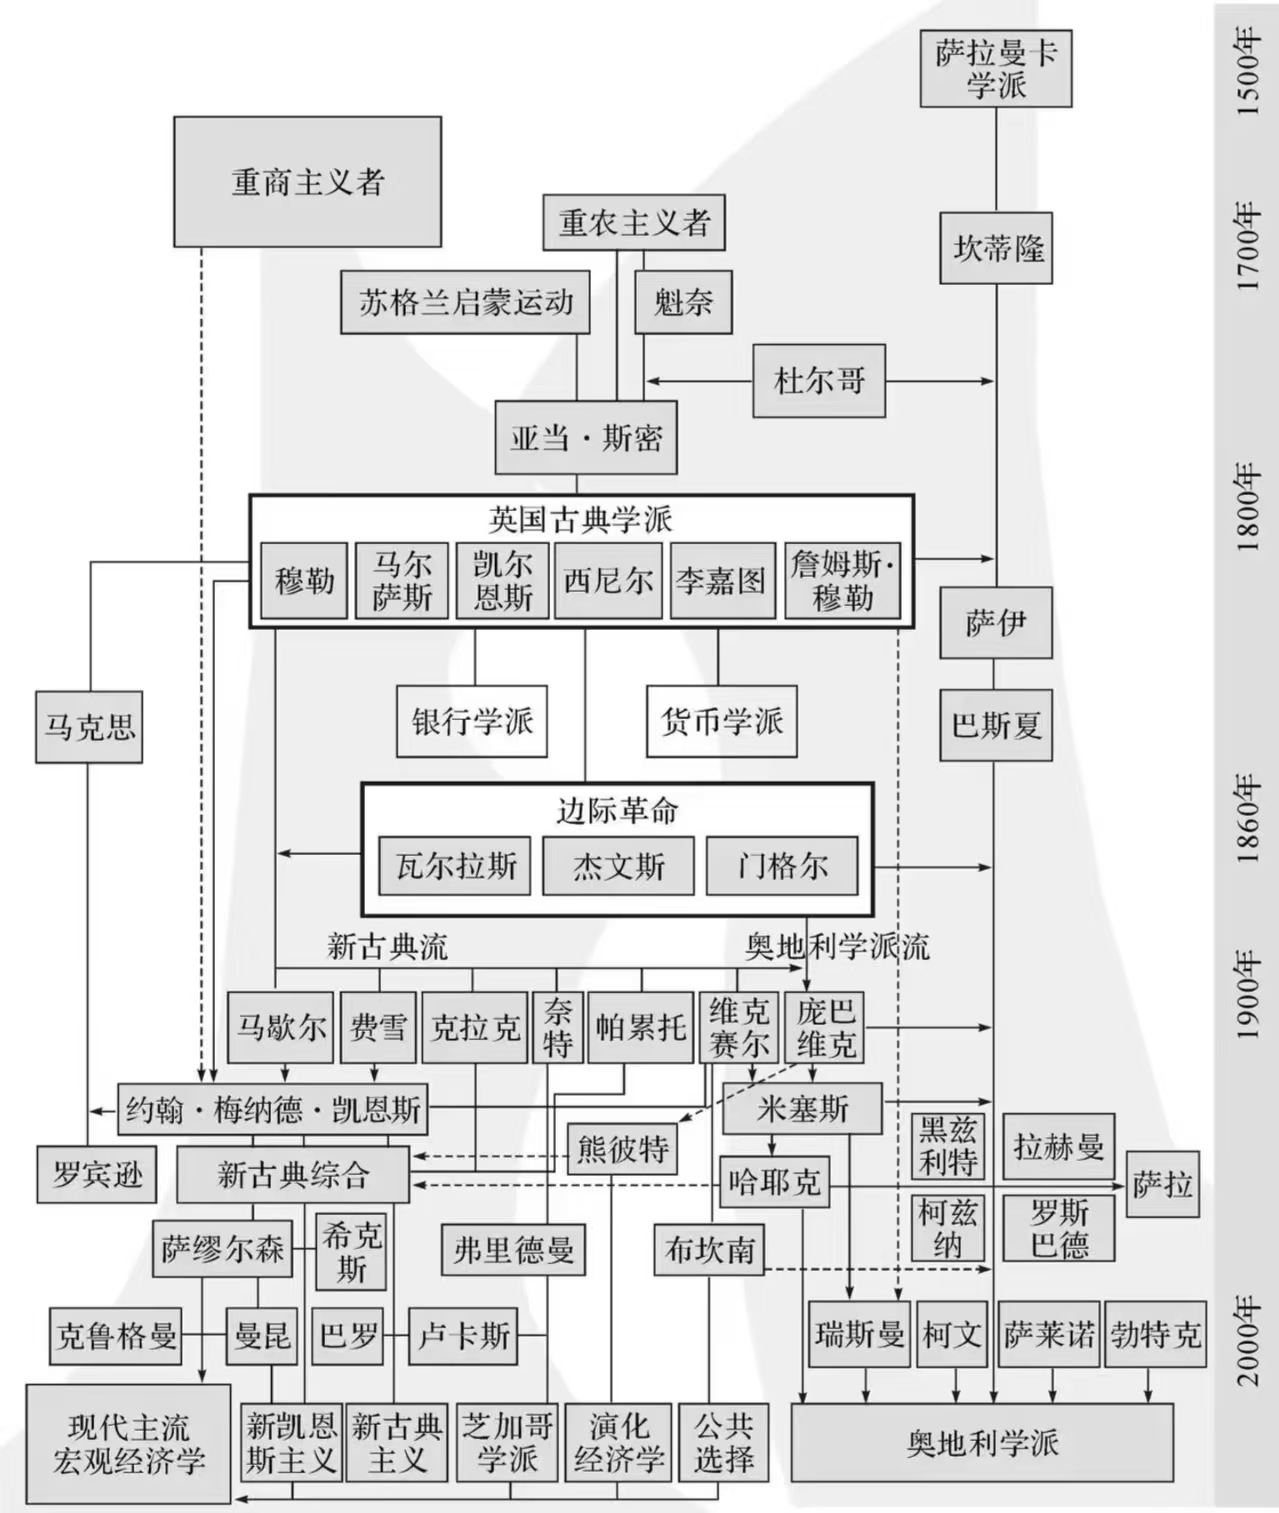 萨拉曼卡
学派
1500年
重商主义者
重农主义者
坎蒂隆
1700年
苏格兰启蒙运动
魁奈
杜尔哥
亚当·斯密
1800年
英国古典学派
穆勒
马尔
萨斯
凯尔
恩斯
西尼尔
李嘉图
詹姆斯·
穆勒
萨伊
马克思
银行学派
货币学派
巴斯夏
1860年
边际革命
瓦尔拉斯
杰文斯
门格尔
新古典流
奥地利学派流
1900年
马歇尔
费雪
克拉克
奈
特
帕累托
维克
赛尔
庞巴
维克
约翰·梅纳德·凯恩斯
米塞斯
罗宾逊
新古典综合
熊彼特
哈耶克
黑兹
利特
拉赫曼
萨拉
柯兹
纳
罗斯
巴德
萨缪尔森
希克
斯
弗里德曼
布坎南
克鲁格曼
曼昆
巴罗
卢卡斯
瑞斯曼
柯文
萨莱诺
勃特克
2000年
现代主流
宏观经济学
新凯恩
斯主义
新古典
主义
芝加哥
学派
演化
经济学
公共
选择
奥地利学派